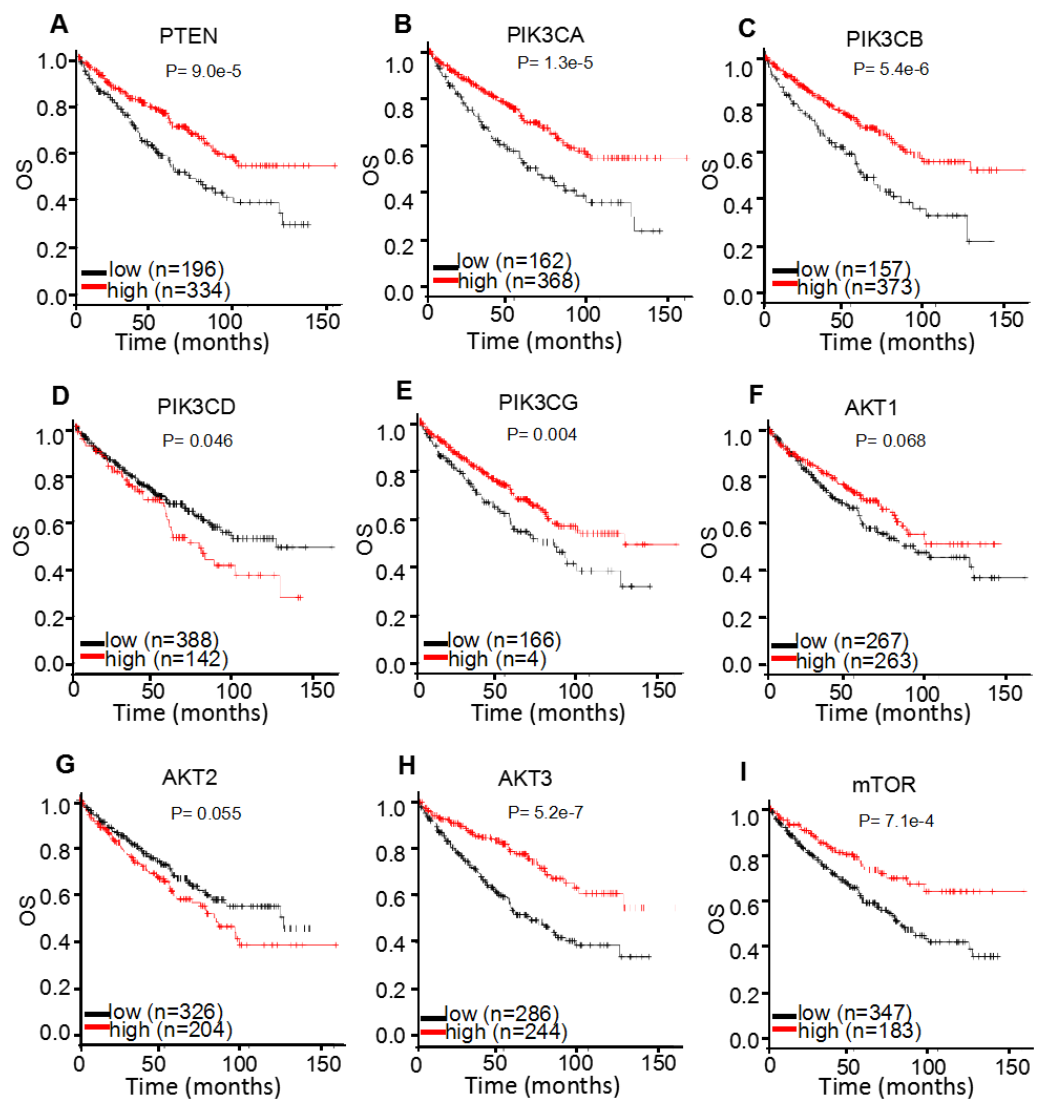 A
PTEN
P= 9.0e-5
1.0
0.8
0.6
0.4
0.2
0.0
OS
low (n=196)
high (n=334)
0
50
100
150
Time (months)
B
PIK3CA
P= 1.3e-5
1.0
0.8
0.6
0.4
0.2
0.0
OS
low (n=162)
high (n=368)
0
50
100
150
Time (months)
C
PIK3CB
P= 5.4e-6
1.0
0.8
0.6
0.4
0.2
0.0
OS
low (n=157)
high (n=373)
0
50
100
150
Time (months)
D
PIK3CD
P= 0.046
1.0
0.8
0.6
0.4
0.2
0.0
OS
low (n=388)
high (n=142)
0
50
100
150
Time (months)
E
PIK3CG
P= 0.004
1.0
0.8
0.6
0.4
0.2
0.0
OS
low (n=166)
high (n=4)
0
50
100
150
Time (months)
F
AKT1
P= 0.068
1.0
0.8
0.6
0.4
0.2
0.0
OS
low (n=267)
high (n=263)
0
50
100
150
Time (months)
G
AKT2
P= 0.055
1.0
0.8
0.6
0.4
0.2
0.0
OS
low (n=326)
high (n=204)
0
50
100
150
Time (months)
H
AKT3
P= 5.2e-7
1.0
0.8
0.6
0.4
0.2
0.0
OS
low (n=286)
high (n=244)
0
50
100
150
Time (months)
I
mTOR
P= 7.1e-4
1.0
0.8
0.6
0.4
0.2
0.0
OS
low (n=347)
high (n=183)
0
50
100
150
Time (months)